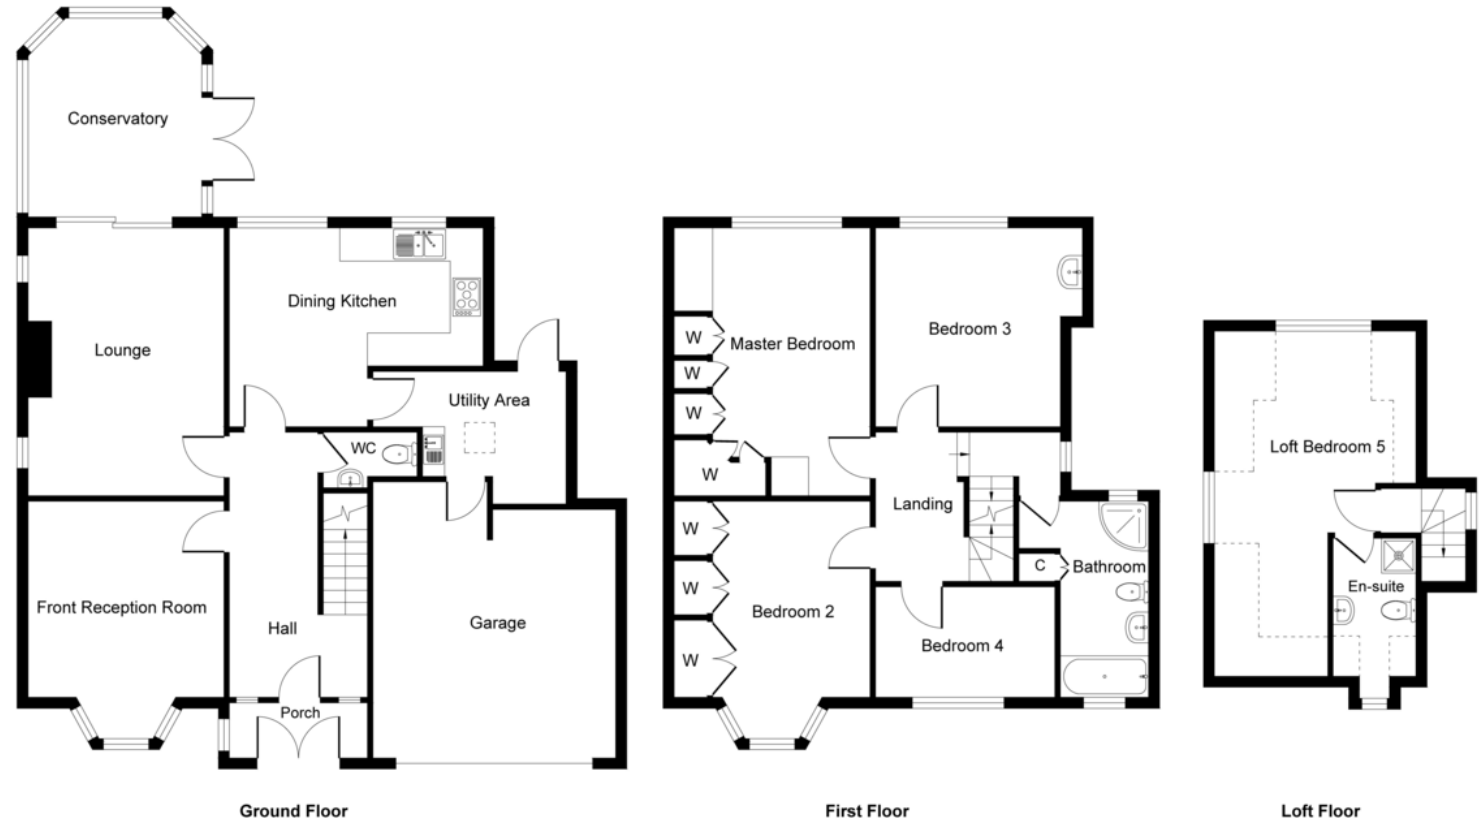 Conservatory
Lounge
Dining Kitchen
Utility Area
WC
Front Reception Room
Hall
Porch
Garage
Ground Floor
W
W
W
W
Master Bedroom
Bedroom 3
Landing
W
W
W
Bedroom 2
Bedroom 4
C
Bathroom
First Floor
Loft Bedroom 5
En-suite
Loft Floor